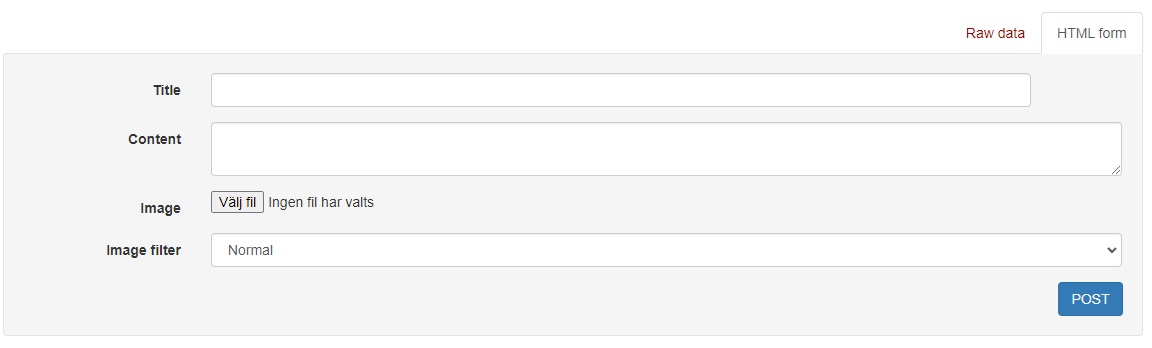 Raw data
HTML form
Title
Content
Image
Välj fil Ingen fil har valts
Image filter
Normal
POST